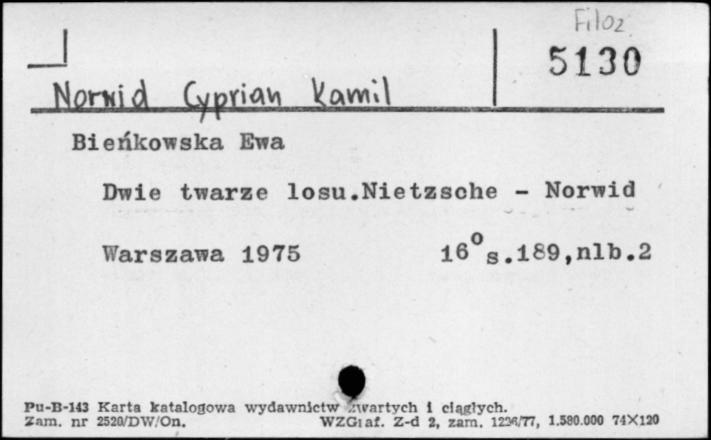 Filoz.
5130
Norwid Cyprian Kamil
Bieńkowska Ewa
Dwie twarze losu.Nietzsche - Norwid
Warszawa 1975 16° s.189,nlb.2
Pu-B-143 Karta katalogowa wydawnictw zwartych i ciągłych.
Zam. nr 2520/DW/On. WZGraf. Z-d 2, zam. 1236/77, 1.580.000 74X120